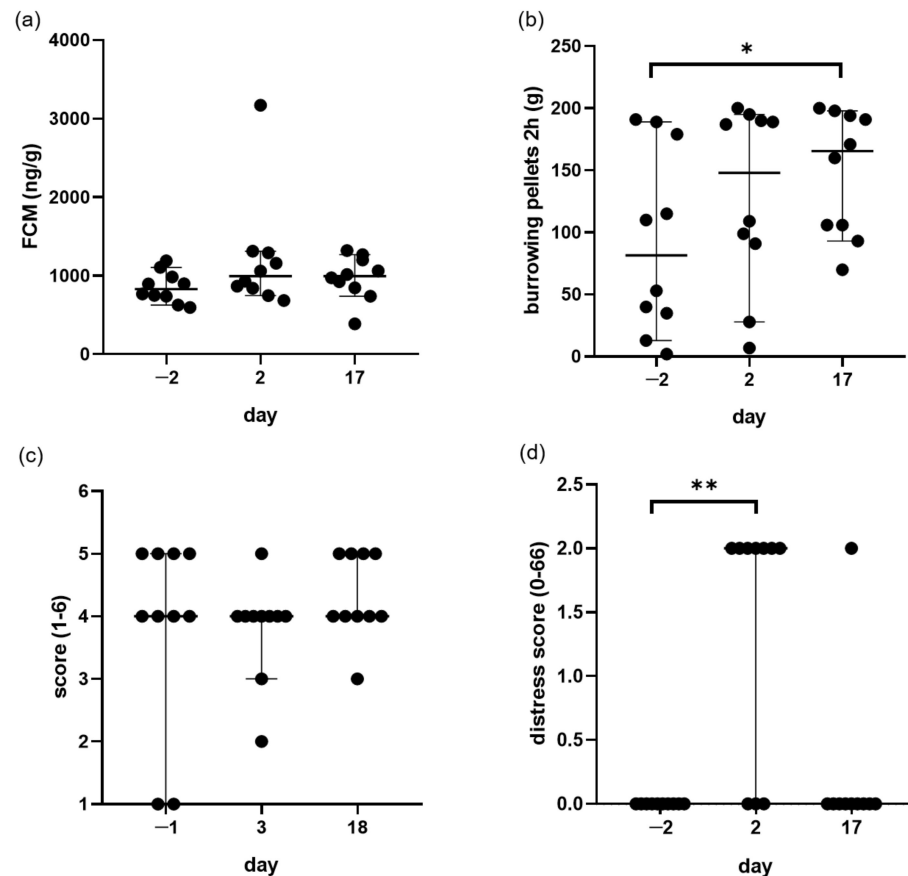 (a)
4000
3000
2000
1000
0
FCM (ng/g)
−2 2 17
day
(b)
250
200
150
100
50
0
burrowing pellets 2h (g)
*
−2 2 17
day
(c)
6
5
4
3
2
1
score (1-6)
−1 3 18
day
(d)
2.5
2.0
1.5
1.0
0.5
0.0
distress score (0-66)
**
−2 2 17
day